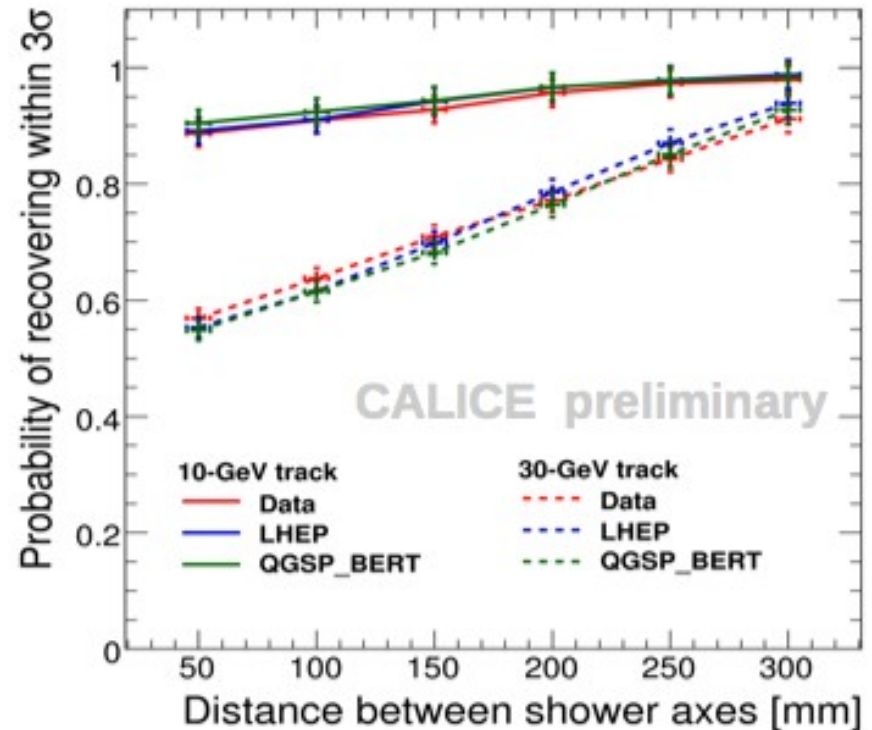 Probability of recovering within 3σ
1
0.8
0.6
0.4
0.2
0
CALICE preliminary
10-GeV track
Data
LHEP
QGSP_BERT
30-GeV track
Data
LHEP
QGSP_BERT
50 100 150 200 250 300
Distance between shower axes [mm]